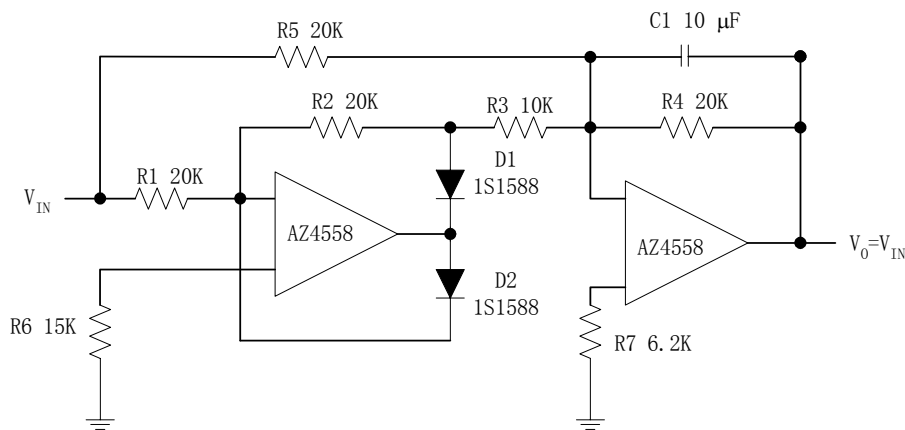 C1 10 μF
R5 20K
R2 20K
R3 10K
R4 20K
D1
1S1588
R1 20K
V_IN
AZ4558
AZ4558
V_O=V_IN
D2
1S1588
R6 15K
R7 6.2K